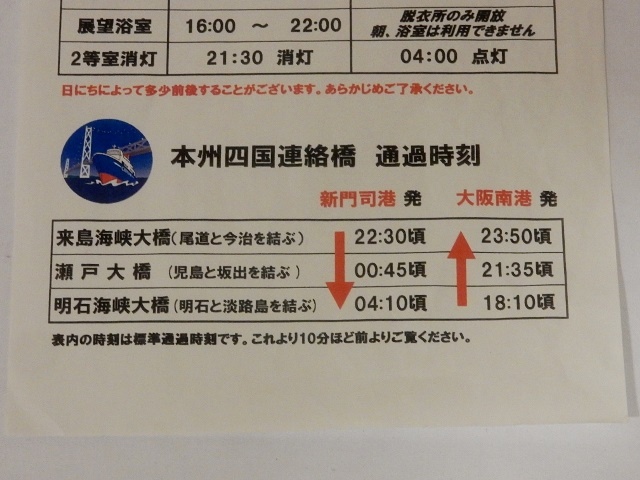 展望浴室 16:00 ～ 22:00 脱衣所のみ開放
朝、浴室は利用できません
2等室消灯 21:30 消灯 04:00 点灯
日にちによって多少前後することがございます。あらかじめご了承ください。
本州四国連絡橋 通過時刻
新門司港 発 大阪南港 発
来島海峡大橋(尾道と今治を結ぶ) 22:30頃 23:50頃
瀬戸大橋 (児島と坂出を結ぶ) 00:45頃 21:35頃
明石海峡大橋(明石と淡路島を結ぶ) 04:10頃 18:10頃
表内の時刻は標準通過時刻です。これより10分ほど前よりご覧ください。